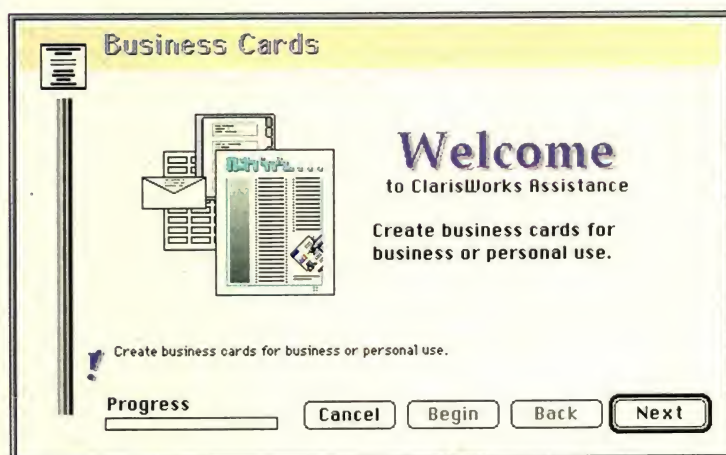 Business Cards
Welcome
to ClarisWorks Assistance
Create business cards for
business or personal use.
Create business cards for business or personal use.
Progress
Cancel
Begin
Back
Next